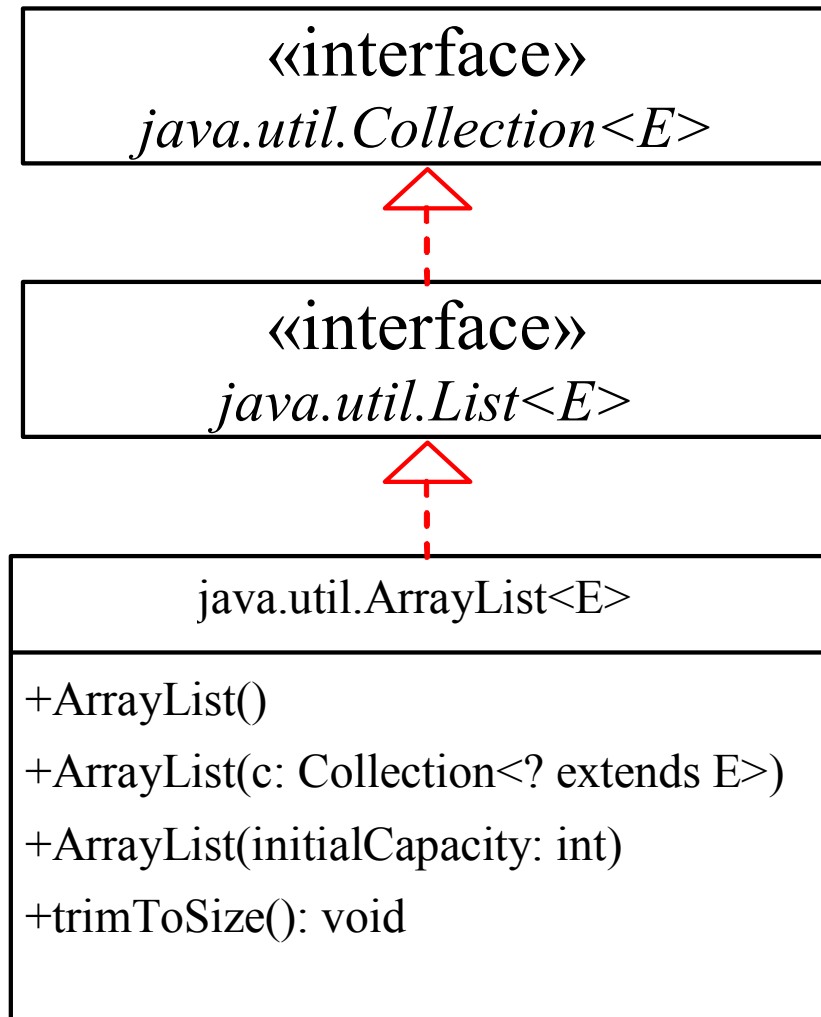 «interface»
java.util.Collection<E>
«interface»
java.util.List<E>
java.util.ArrayList<E>
+ArrayList()
+ArrayList(c: Collection<? extends E>)
+ArrayList(initialCapacity: int)
+trimToSize(): void